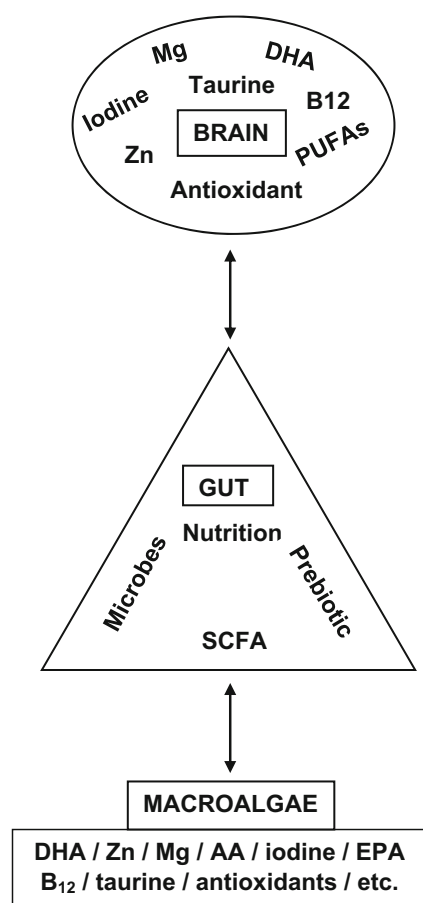 Mg
DHA
Iodine
Taurine
B12
BRAIN
PUFAs
Zn
Antioxidant
GUT
Nutrition
Microbes
Prebiotic
SCFA
MACROALGAE
DHA / Zn / Mg / AA / iodine / EPA
B₁₂ / taurine / antioxidants / etc.